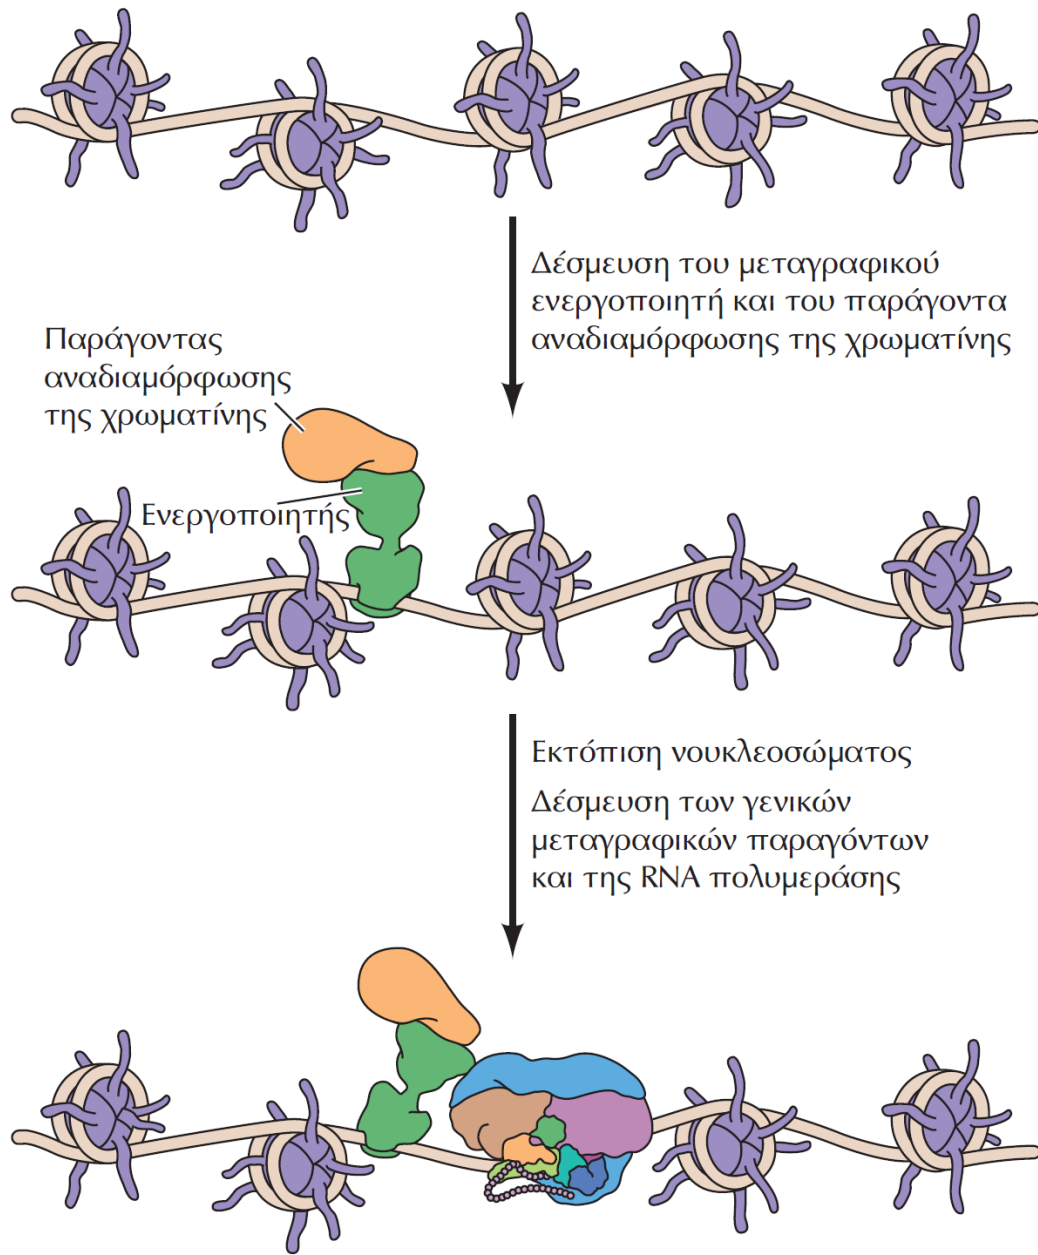 Δέσμευση του μεταγραφικού
ενεργοποιητή και του παράγοντα
αναδιαμόρφωσης της χρωματίνης
Παράγοντας
αναδιαμόρφωσης
της χρωματίνης
Ενεργοποιητής
Εκτόπιση νουκλεοσώματος
Δέσμευση των γενικών
μεταγραφικών παραγόντων
και της RNA πολυμεράσης